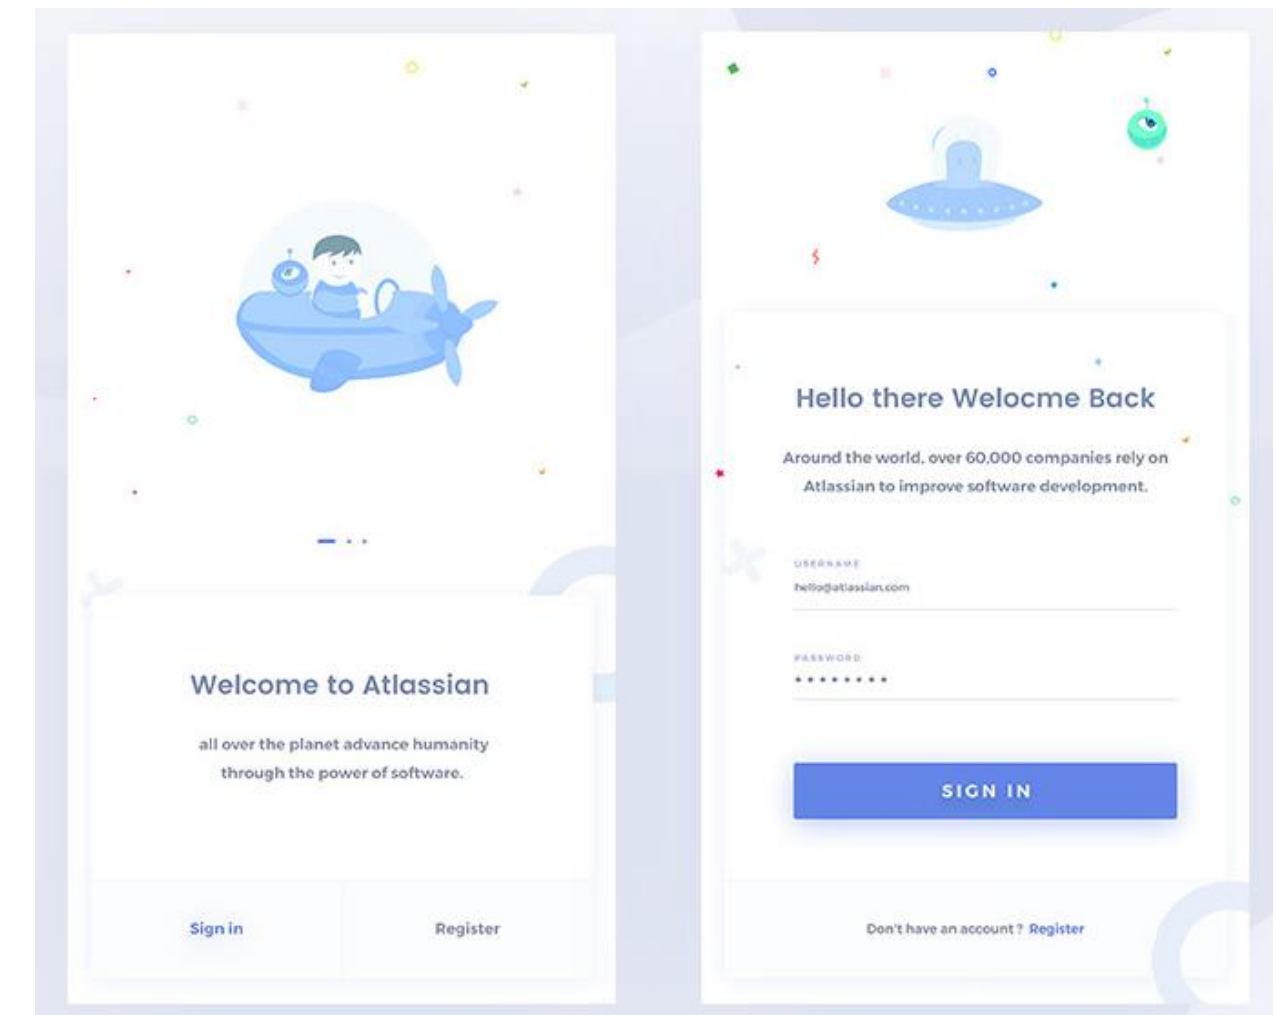 Welcome to Atlassian
all over the planet advance humanity
through the power of software.
Sign in
Register
Hello there Welocme Back
Around the world, over 60,000 companies rely on
Atlassian to improve software development.
USERNAME
hello@atlassian.com
PASSWORD
SIGN IN
Don't have an account ? Register